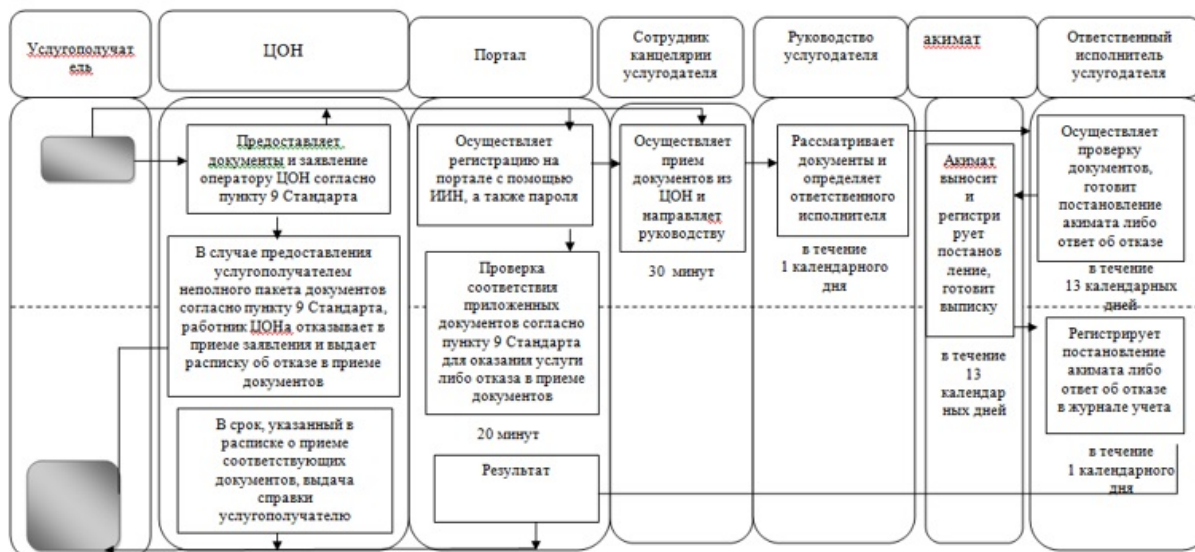 Услугополучат
ель
ЦОН
Портал
Сотрудник
канцелярии
услугодателя
Руководство
услугодателя
акимат
Ответственный
исполнитель
услугодателя
Предоставляет
документы и заявление
оператору ЦОН согласно
пункту 9 Стандарта
В случае предоставления
услугополучателем
неполного пакета документов
согласно пункту 9 Стандарта,
работник ЦОНа отказывает в
приеме заявления и выдает
расписку об отказе в приеме
документов
В срок, указанный в
расписке о приеме
соответствующих
документов, выдача
справки
услугополучателю
Осуществляет
регистрацию на
портале с помощью
ИИН, а также пароля
Проверка
соответствия
приложенных
документов согласно
пункту 9 Стандарта
для оказания услуги
либо отказа в приеме
документов
20 минут
Результат
Осуществляет
прием
документов из
ЦОН и
направляет
руководству
30 минут
Рассматривает
документы и
определяет
ответственного
исполнителя
в течение
1 календарного
дня
Акимат
выносит
и
регистри
рует
постанов
ление,
готовит
выписку
в течение
13
календар
ных дней
Осуществляет
проверку
документов,
готовит
постановление
акимата либо
ответ об отказе
в течение
13 календарных
дней
Регистрирует
постановление
акимата либо
ответ об отказе
в журнале учета
в течение
1 календарного
дня